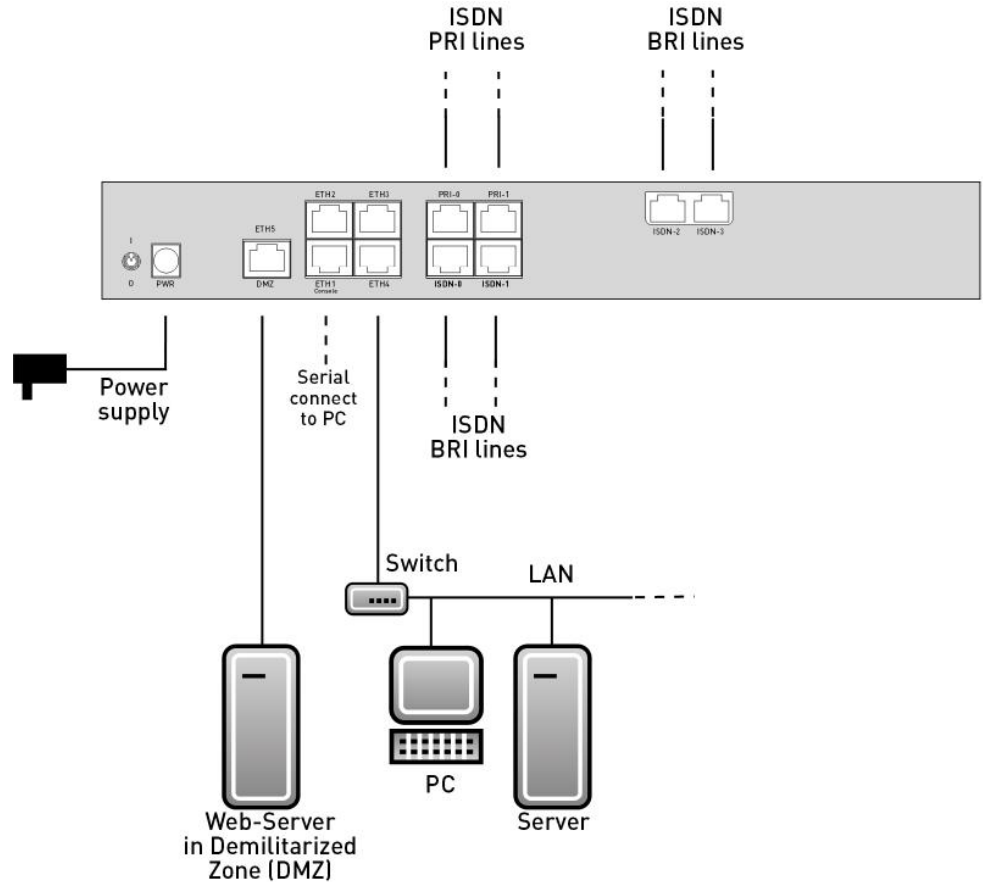 ISDN
PRI lines
ISDN
BRI lines
ETH2
ETH3
PRI-0
PRI-1
ETH5
ISDN-2
ISDN-3
I
0
PWR
DMZ
ETH1
Console
ETH4
ISDN-0
ISDN-1
Power
supply
Serial
connect
to PC
ISDN
BRI lines
Switch
LAN
PC
Server
Web-Server
in Demilitarized
Zone (DMZ)